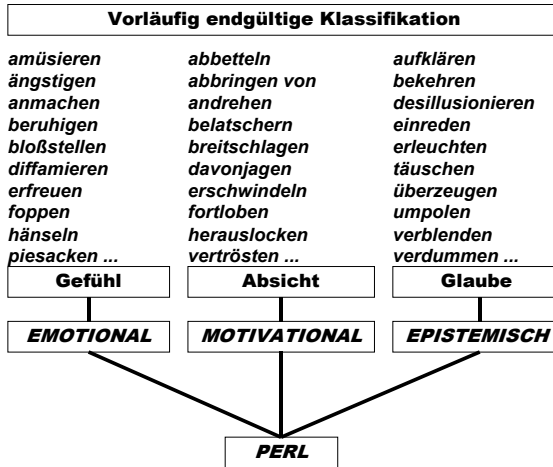 Vorläufig endgültige Klassifikation
amüsieren abbetteln aufklären
ängstigen abbringen von bekehren
anmachen andrehen desillusionieren
beruhigen belatschern einreden
bloßstellen breitschlagen erleuchten
diffamieren davonjagen täuschen
erfreuen erschwindeln überzeugen
foppen fortloben umpolen
hänseln herauslocken verblenden
piesacken ... vertrösten ... verdummen ...
Gefühl Absicht Glaube
EMOTIONAL MOTIVATIONAL EPISTEMISCH
PERL